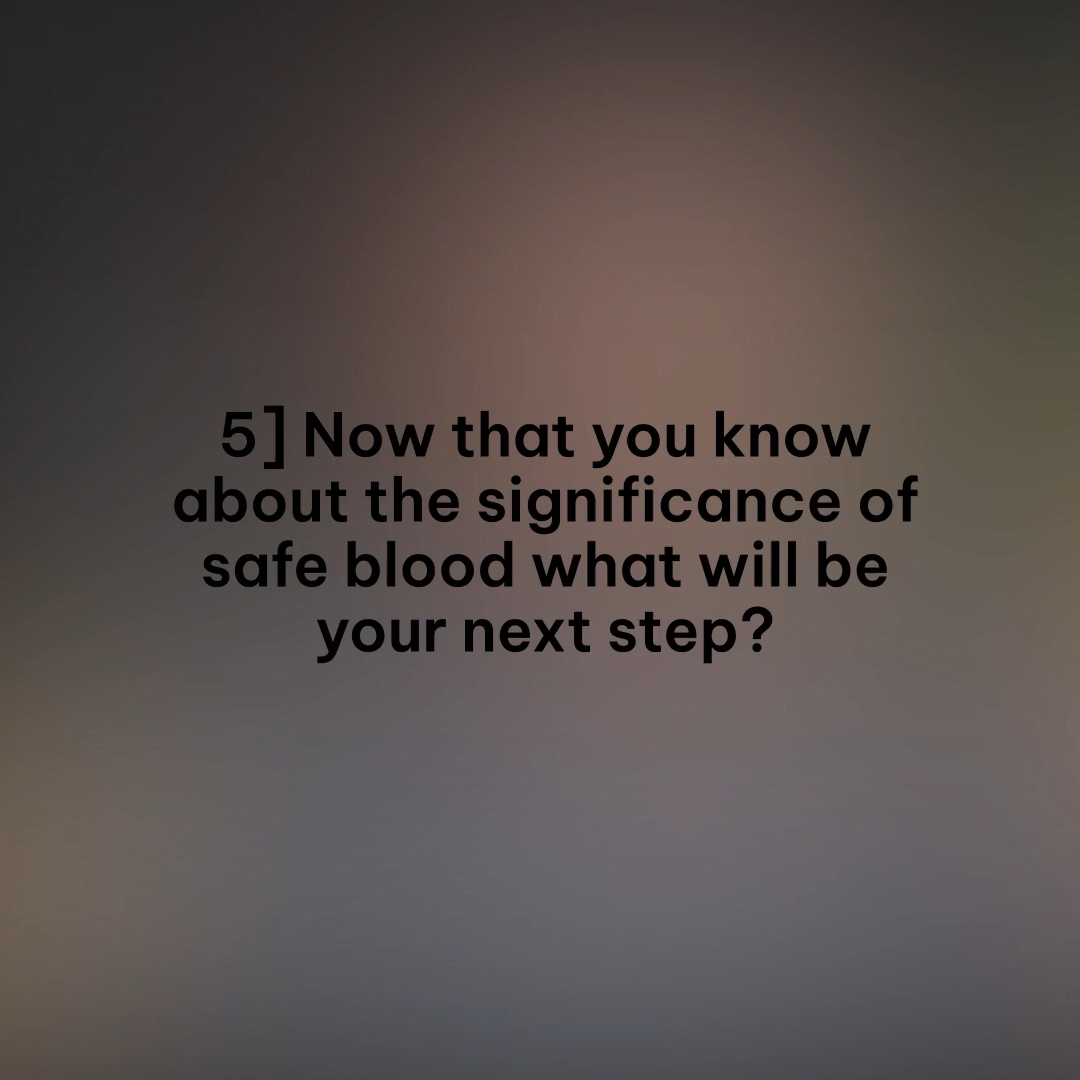 5] Now that you know
about the significance of
safe blood what will be
your next step?